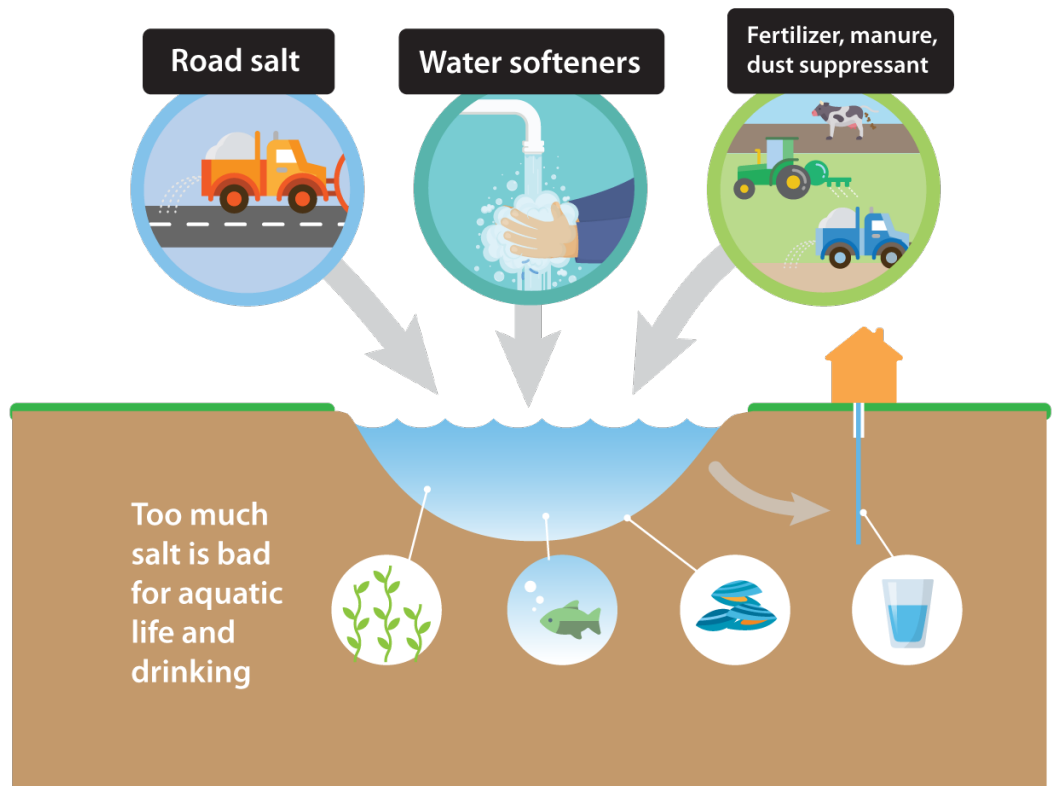 Road salt
Water softeners
Fertilizer, manure,
dust suppressant
Too much
salt is bad
for aquatic
life and
drinking